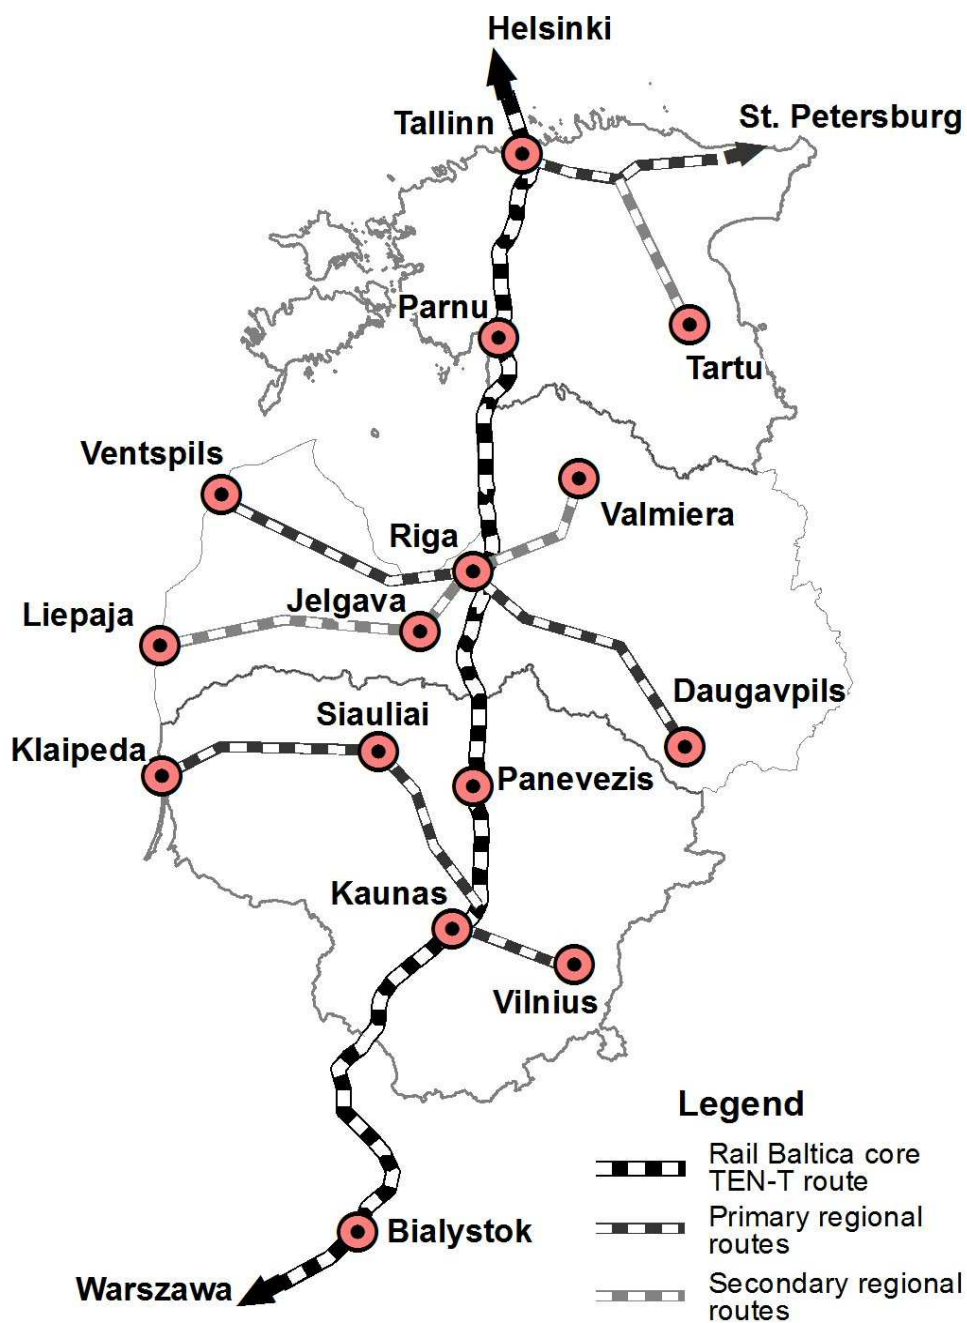 Helsinki
St. Petersburg
Tallinn
Parnu
Tartu
Ventspils
Valmiera
Riga
Jelgava
Liepaja
Daugavpils
Siauliai
Klaipeda
Panevezis
Kaunas
Vilnius
Bialystok
Warszawa
Legend
Rail Baltica core
TEN-T route
Primary regional
routes
Secondary regional
routes